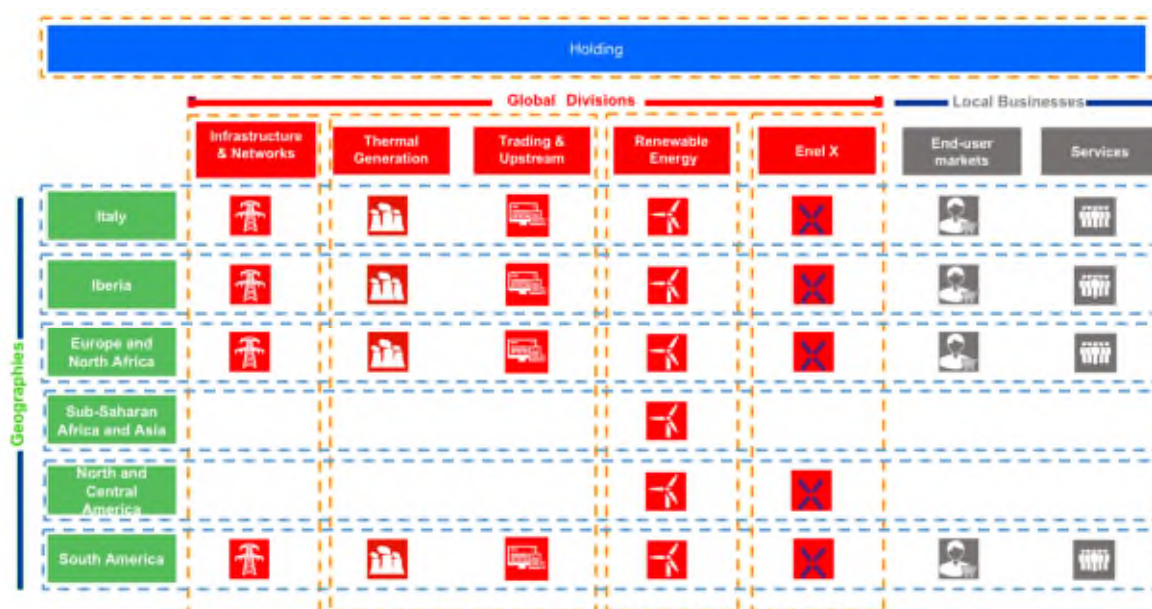 Holding
Global Divisions
Local Businesses
Infrastructure
& Networks
Thermal
Generation
Trading &
Upstream
Renewable
Energy
Enel X
End-user
markets
Services
Geographies
Italy
Iberia
Europe and
North Africa
Sub-Saharan
Africa and Asia
North and
Central
America
South America